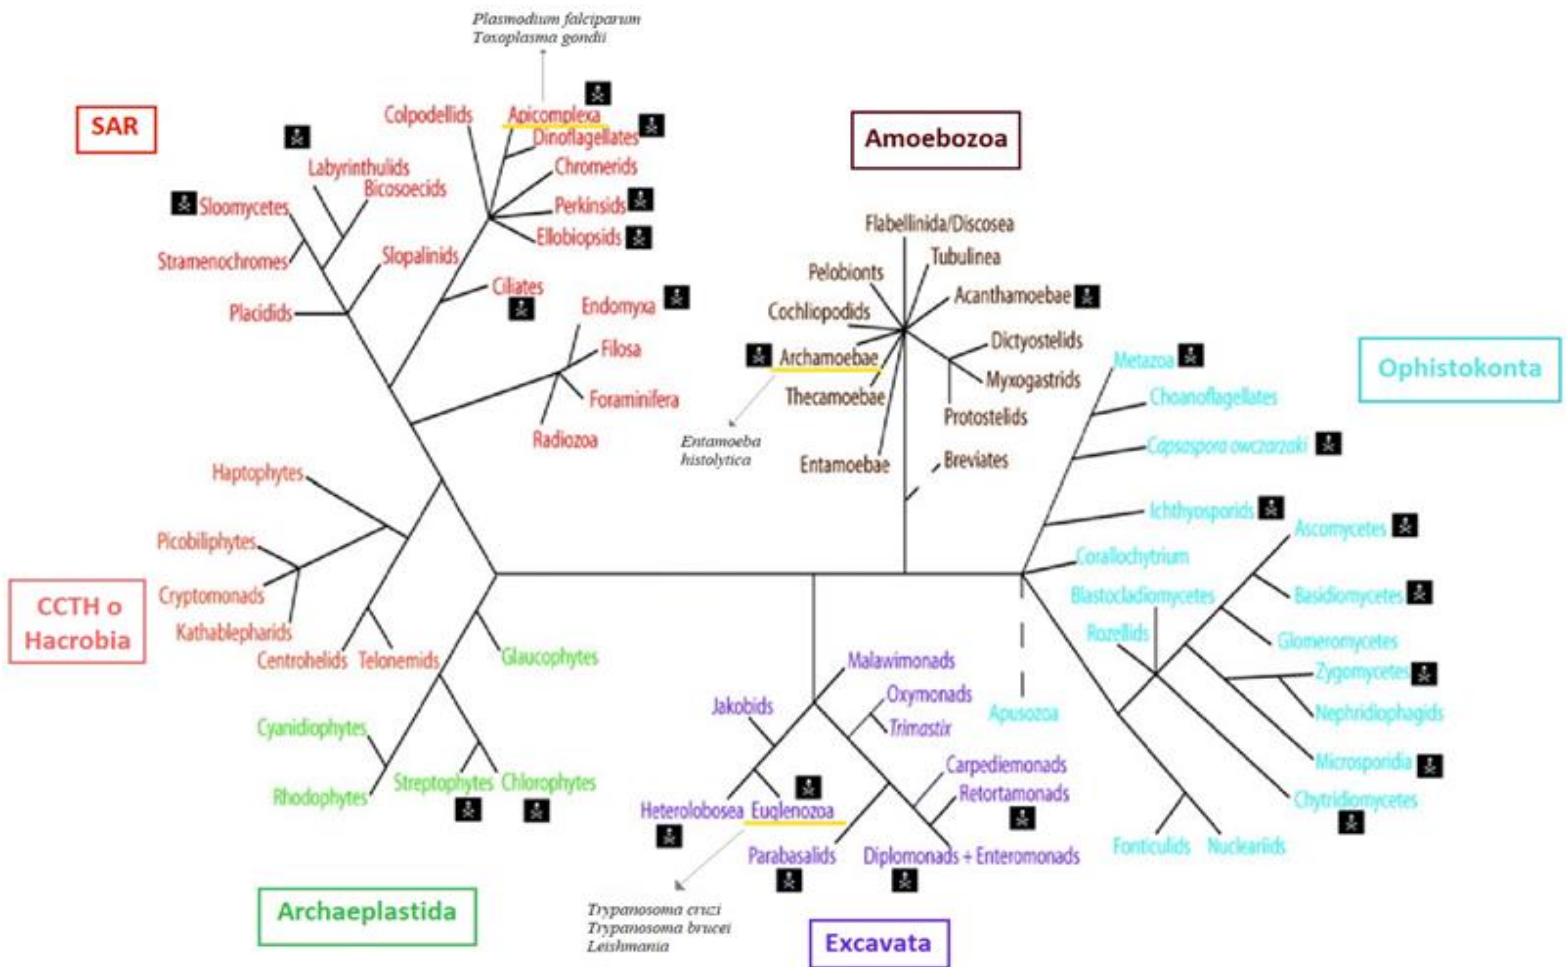 Plasmodium falciparum
Toxoplasma gondii
SAR
Colpodellids
Apicomplexa
Dinoflagellates
Chromerids
Perkinsids
Ellobiopsids
Labyrinthulids
Bicosoecids
Sloomycetes
Stramenochromes
Slopalinids
Placidids
Ciliates
Endomyxa
Filosa
Foraminifera
Radiozoa
Amoebozoa
Flabellinida/Discosea
Tubulinea
Pelobionts
Acanthamoebae
Cochliopodids
Dictyostelids
Archamoebae
Myxogastrids
Thecamoebae
Protostelids
Entamoeba
histolytica
Entamoebae
Breviates
Ophistokonta
Metazoa
Choanoflagellates
Capsaspora owczarzaki
Ichthyosporids
Ascomycetes
Corallochytrium
Blastocladiomycetes
Basidiomycetes
Rozellids
Glomeromycetes
Zygomycetes
Nephridiophagids
Apusozoa
Microsporidia
Chytridiomycetes
Fonticulids
Nucleariids
Haptophytes
Picobiliphytes
Cryptomonads
CCTH o
Hacrobia
Kathablepharids
Centrohelids
Telonemids
Glaucophytes
Cyanidiophytes
Rhodophytes
Streptophytes
Chlorophytes
Archaeplastida
Malawimonads
Oxymonads
Jakobids
Trimastix
Carpediemonads
Retortamonads
Heterolobosea
Euglenozoa
Parabasalids
Diplomonads + Enteromonads
Trypanosoma cruzi
Trypanosoma brucei
Leishmania
Excavata